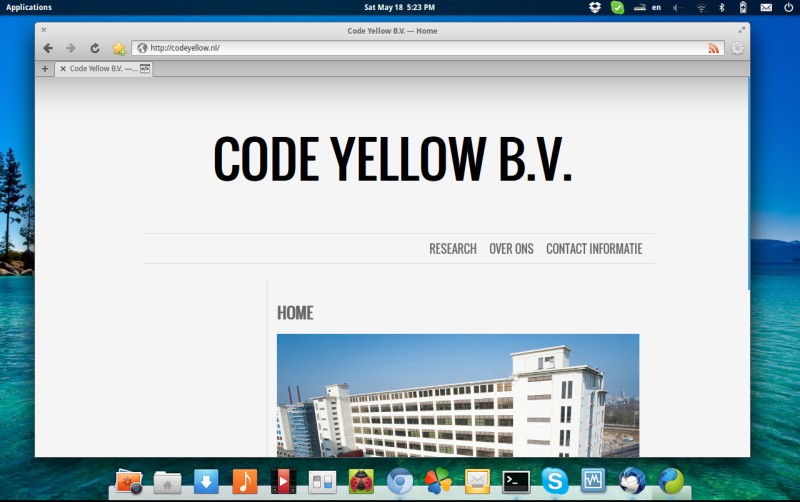 Applications
Sat May 18 5:23 PM
en
Code Yellow B.V. — Home
http://codeyellow.nl/
Code Yellow B.V. —...
CODE YELLOW B.V.
RESEARCH OVER ONS CONTACT INFORMATIE
HOME